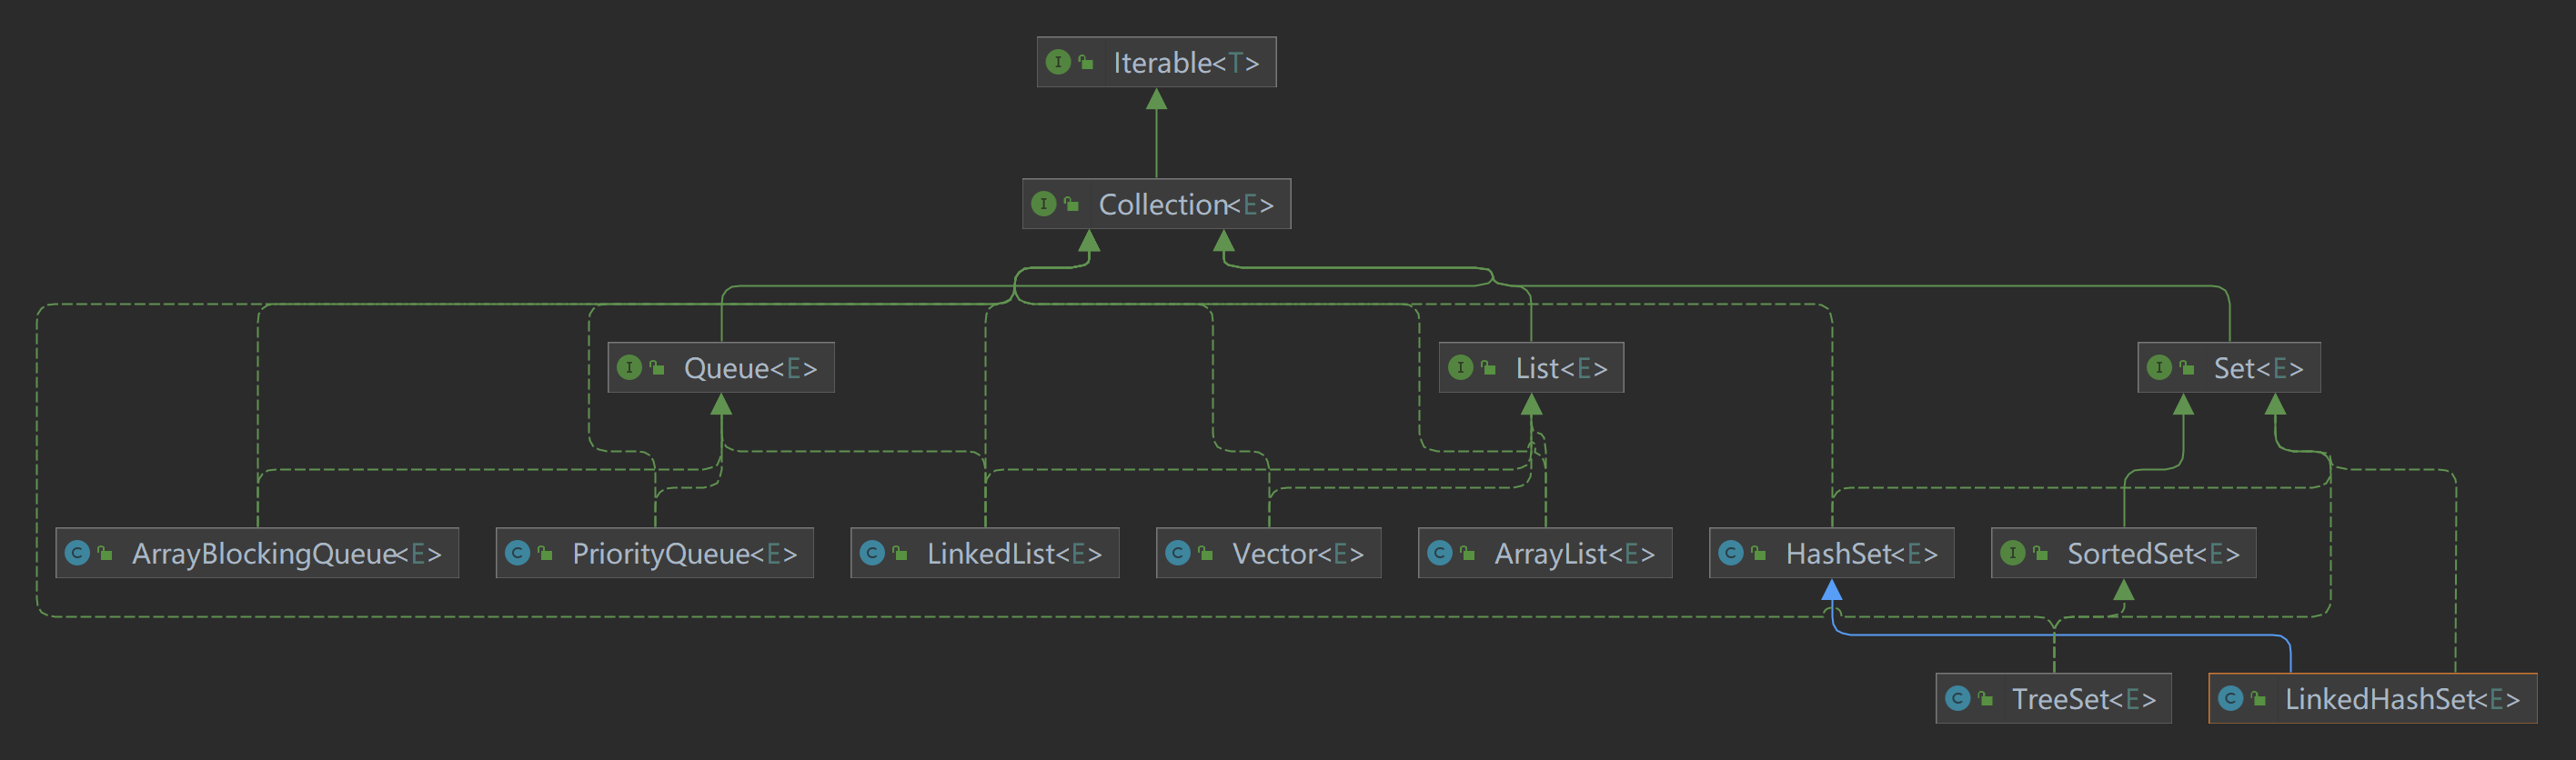 I Iterable<T>
I Collection<E>
I Queue<E>
I List<E>
I Set<E>
C ArrayBlockingQueue<E>
C PriorityQueue<E>
C LinkedList<E>
C Vector<E>
C ArrayList<E>
C HashSet<E>
I SortedSet<E>
C TreeSet<E>
C LinkedHashSet<E>